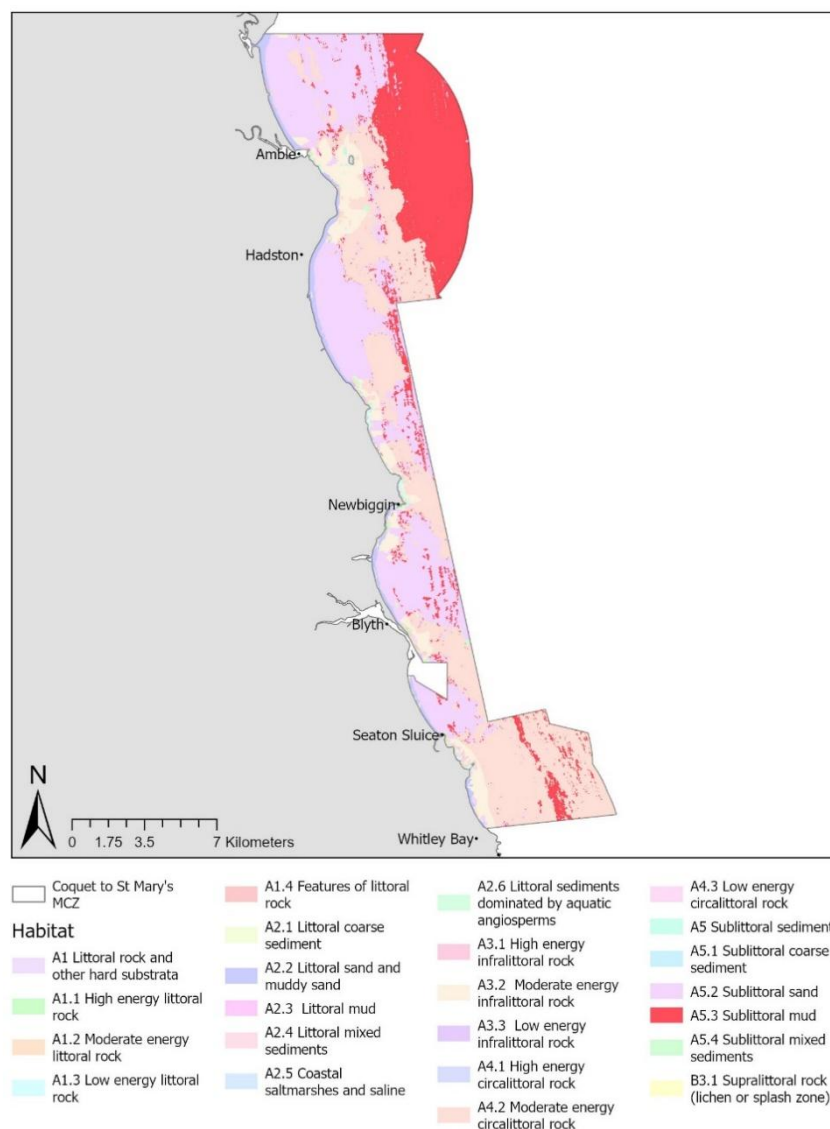 Amble
Hadston
Newbiggin
Blyth
Seaton Sluice
Whitley Bay
N
0 1.75 3.5 7 Kilometers
Coquet to St Mary's
MCZ
Habitat
A1 Littoral rock and
other hard substrata
A1.1 High energy littoral
rock
A1.2 Moderate energy
littoral rock
A1.3 Low energy littoral
rock
A1.4 Features of littoral
rock
A2.1 Littoral coarse
sediment
A2.2 Littoral sand and
muddy sand
A2.3 Littoral mud
A2.4 Littoral mixed
sediments
A2.5 Coastal
saltmarshes and saline
A2.6 Littoral sediments
dominated by aquatic
angiosperms
A3.1 High energy
infralittoral rock
A3.2 Moderate energy
infralittoral rock
A3.3 Low energy
infralittoral rock
A4.1 High energy
circalittoral rock
A4.2 Moderate energy
circalittoral rock
A4.3 Low energy
circalittoral rock
A5 Sublittoral sediment
A5.1 Sublittoral coarse
sediment
A5.2 Sublittoral sand
A5.3 Sublittoral mud
A5.4 Sublittoral mixed
sediments
B3.1 Supralittoral rock
(lichen or splash zone)